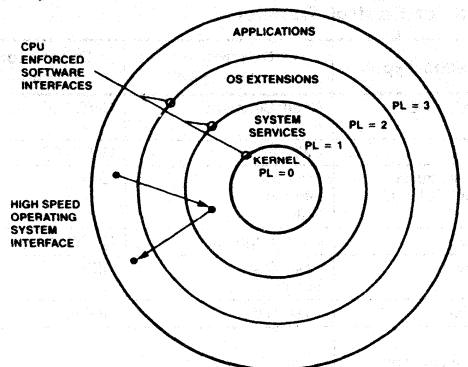 APPLICATIONS
CPU
ENFORCED
SOFTWARE
INTERFACES
OS EXTENSIONS
PL = 3
SYSTEM
SERVICES
PL = 2
PL = 1
KERNEL
PL = 0
HIGH SPEED
OPERATING
SYSTEM
INTERFACE